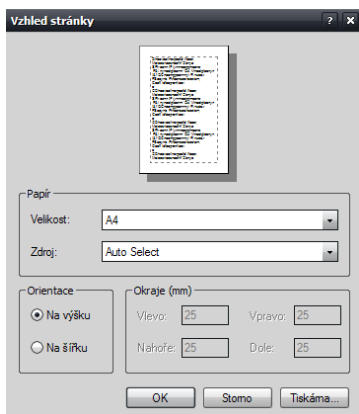 Vzhled stránky
Papír
Velikost: A4
Zdroj: Auto Select
Orientace
Na výšku
Na šířku
Okraje (mm)
Vlevo: 25 Vpravo: 25
Nahoře: 25 Dole: 25
OK Storno Tiskárna...